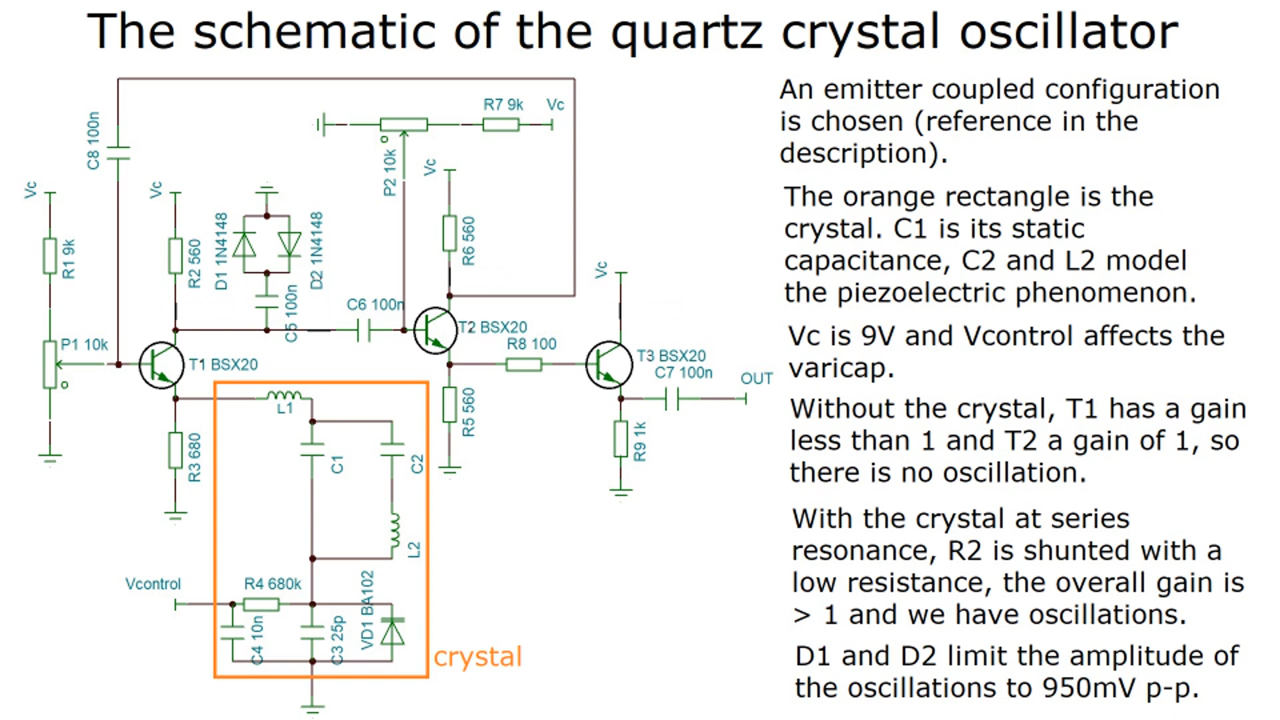 The schematic of the quartz crystal oscillator
An emitter coupled configuration
is chosen (reference in the
description).
The orange rectangle is the
crystal. C1 is its static
capacitance, C2 and L2 model
the piezoelectric phenomenon.
Vc is 9V and Vcontrol affects the
varicap.
Without the crystal, T1 has a gain
less than 1 and T2 a gain of 1, so
there is no oscillation.
With the crystal at series
resonance, R2 is shunted with a
low resistance, the overall gain is
> 1 and we have oscillations.
D1 and D2 limit the amplitude of
the oscillations to 950mV p-p.
C8 100n
R7 9k
Vc
P2 10k
Vc
Vc
Vc
R1 9k
R2 560
D1 1N4148
D2 1N4148
C5 100n
C6 100n
R6 560
Vc
P1 10k
T1 BSX20
T2 BSX20
R8 100
T3 BSX20
C7 100n
OUT
R3 680
L1
C1
C2
L2
R5 560
R9 1k
Vcontrol
R4 680k
C4 10n
C3 25p
VD1 BA102
crystal